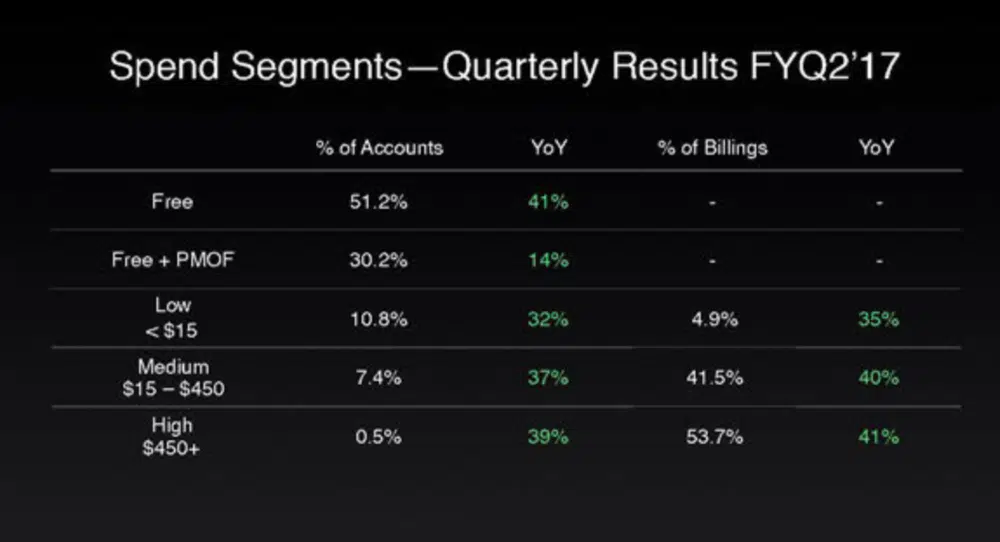 Spend Segments—Quarterly Results FYQ2’17
% of Accounts YoY % of Billings YoY
Free 51.2% 41% - -
Free + PMOF 30.2% 14% - -
Low
< $15 10.8% 32% 4.9% 35%
Medium
$15 – $450 7.4% 37% 41.5% 40%
High
$450+ 0.5% 39% 53.7% 41%